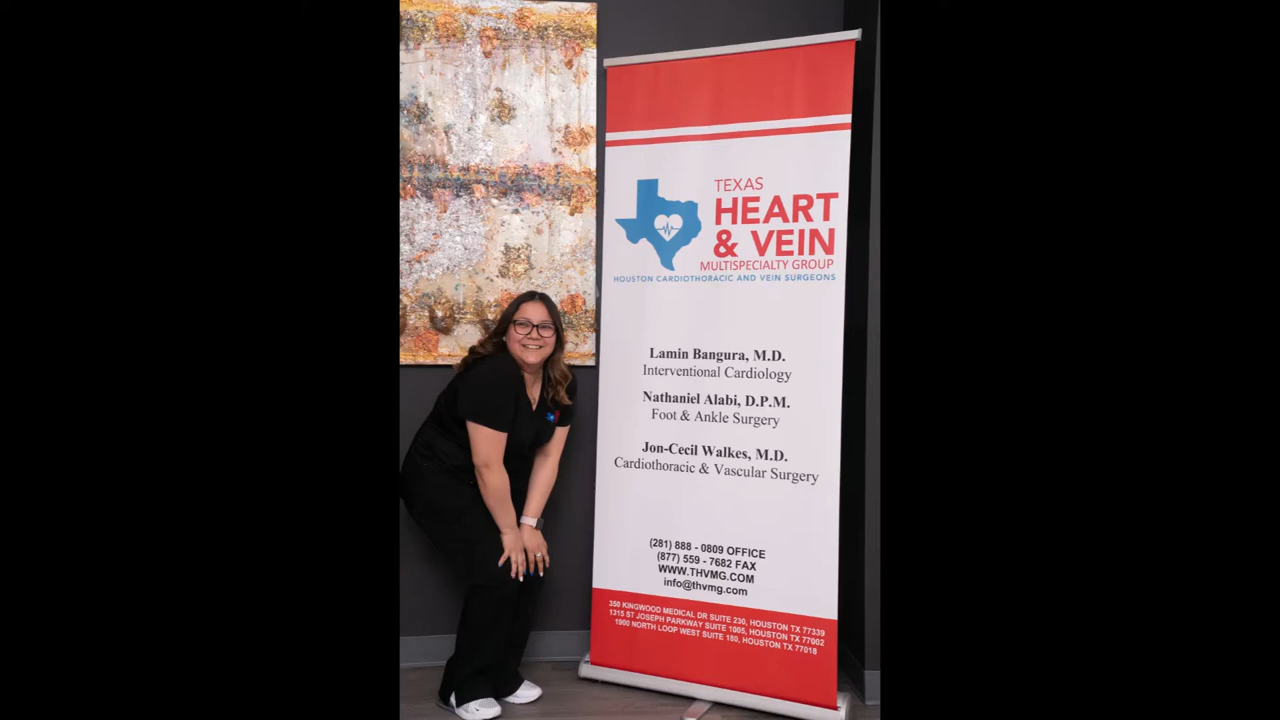 TEXAS
HEART
& VEIN
MULTISPECIALTY GROUP
HOUSTON CARDIOTHORACIC AND VEIN SURGEONS
Lamin Bangura, M.D.
Interventional Cardiology
Nathaniel Alabi, D.P.M.
Foot & Ankle Surgery
Jon-Cecil Walkes, M.D.
Cardiothoracic & Vascular Surgery
(281) 888 - 0809 OFFICE
(877) 559 - 7682 FAX
WWW.THVMG.COM
info@thvmg.com
350 KINGWOOD MEDICAL DR SUITE 230, HOUSTON TX 77339
1315 ST JOSEPH PARKWAY SUITE 1005, HOUSTON TX 77002
1900 NORTH LOOP WEST SUITE 180, HOUSTON TX 77018